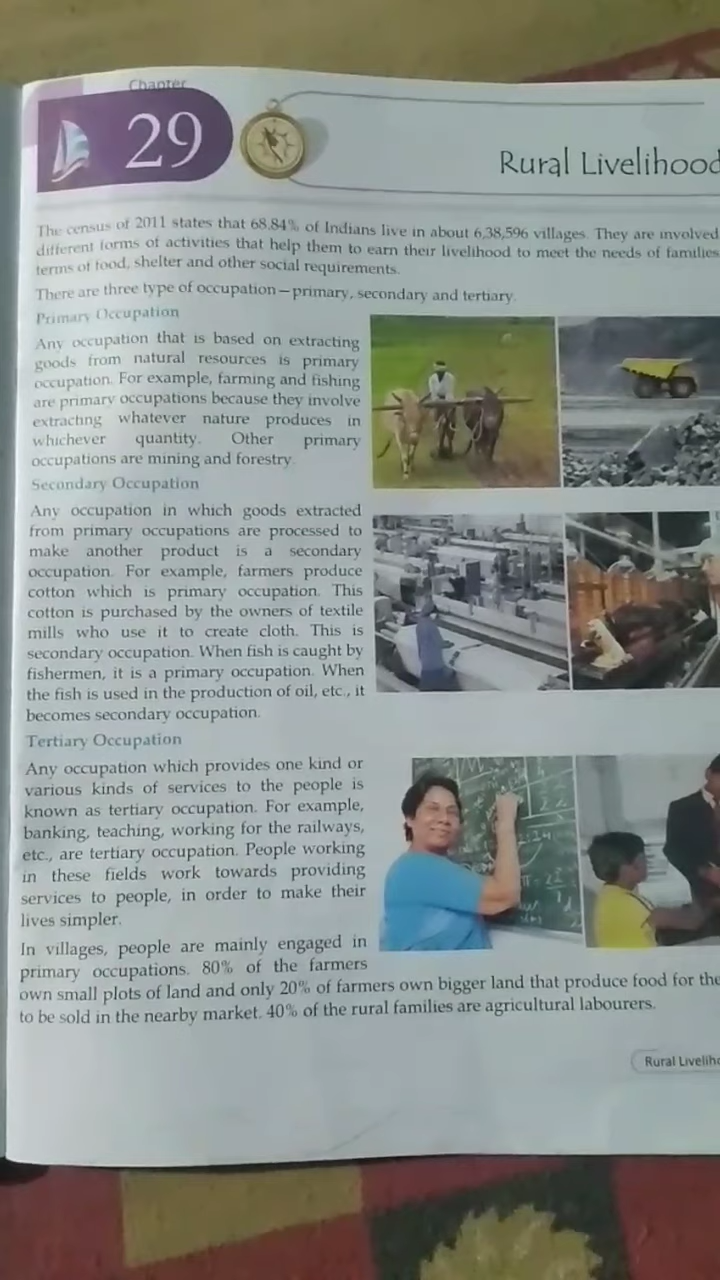 Chapter
29
Rural Livelihood
The census of 2011 states that 68.84% of Indians live in about 6,38,596 villages. They are involved
different forms of activities that help them to earn their livelihood to meet the needs of families
terms of food, shelter and other social requirements.
There are three type of occupation—primary, secondary and tertiary.
Primary Occupation
Any occupation that is based on extracting
goods from natural resources is primary
occupation. For example, farming and fishing
are primary occupations because they involve
extracting whatever nature produces in
whichever quantity. Other primary
occupations are mining and forestry.
Secondary Occupation
Any occupation in which goods extracted
from primary occupations are processed to
make another product is a secondary
occupation. For example, farmers produce
cotton which is primary occupation. This
cotton is purchased by the owners of textile
mills who use it to create cloth. This is
secondary occupation. When fish is caught by
fishermen, it is a primary occupation. When
the fish is used in the production of oil, etc., it
becomes secondary occupation.
Tertiary Occupation
Any occupation which provides one kind or
various kinds of services to the people is
known as tertiary occupation. For example,
banking, teaching, working for the railways,
etc., are tertiary occupation. People working
in these fields work towards providing
services to people, in order to make their
lives simpler.
In villages, people are mainly engaged in
primary occupations. 80% of the farmers
own small plots of land and only 20% of farmers own bigger land that produce food for the
to be sold in the nearby market. 40% of the rural families are agricultural labourers.
Rural